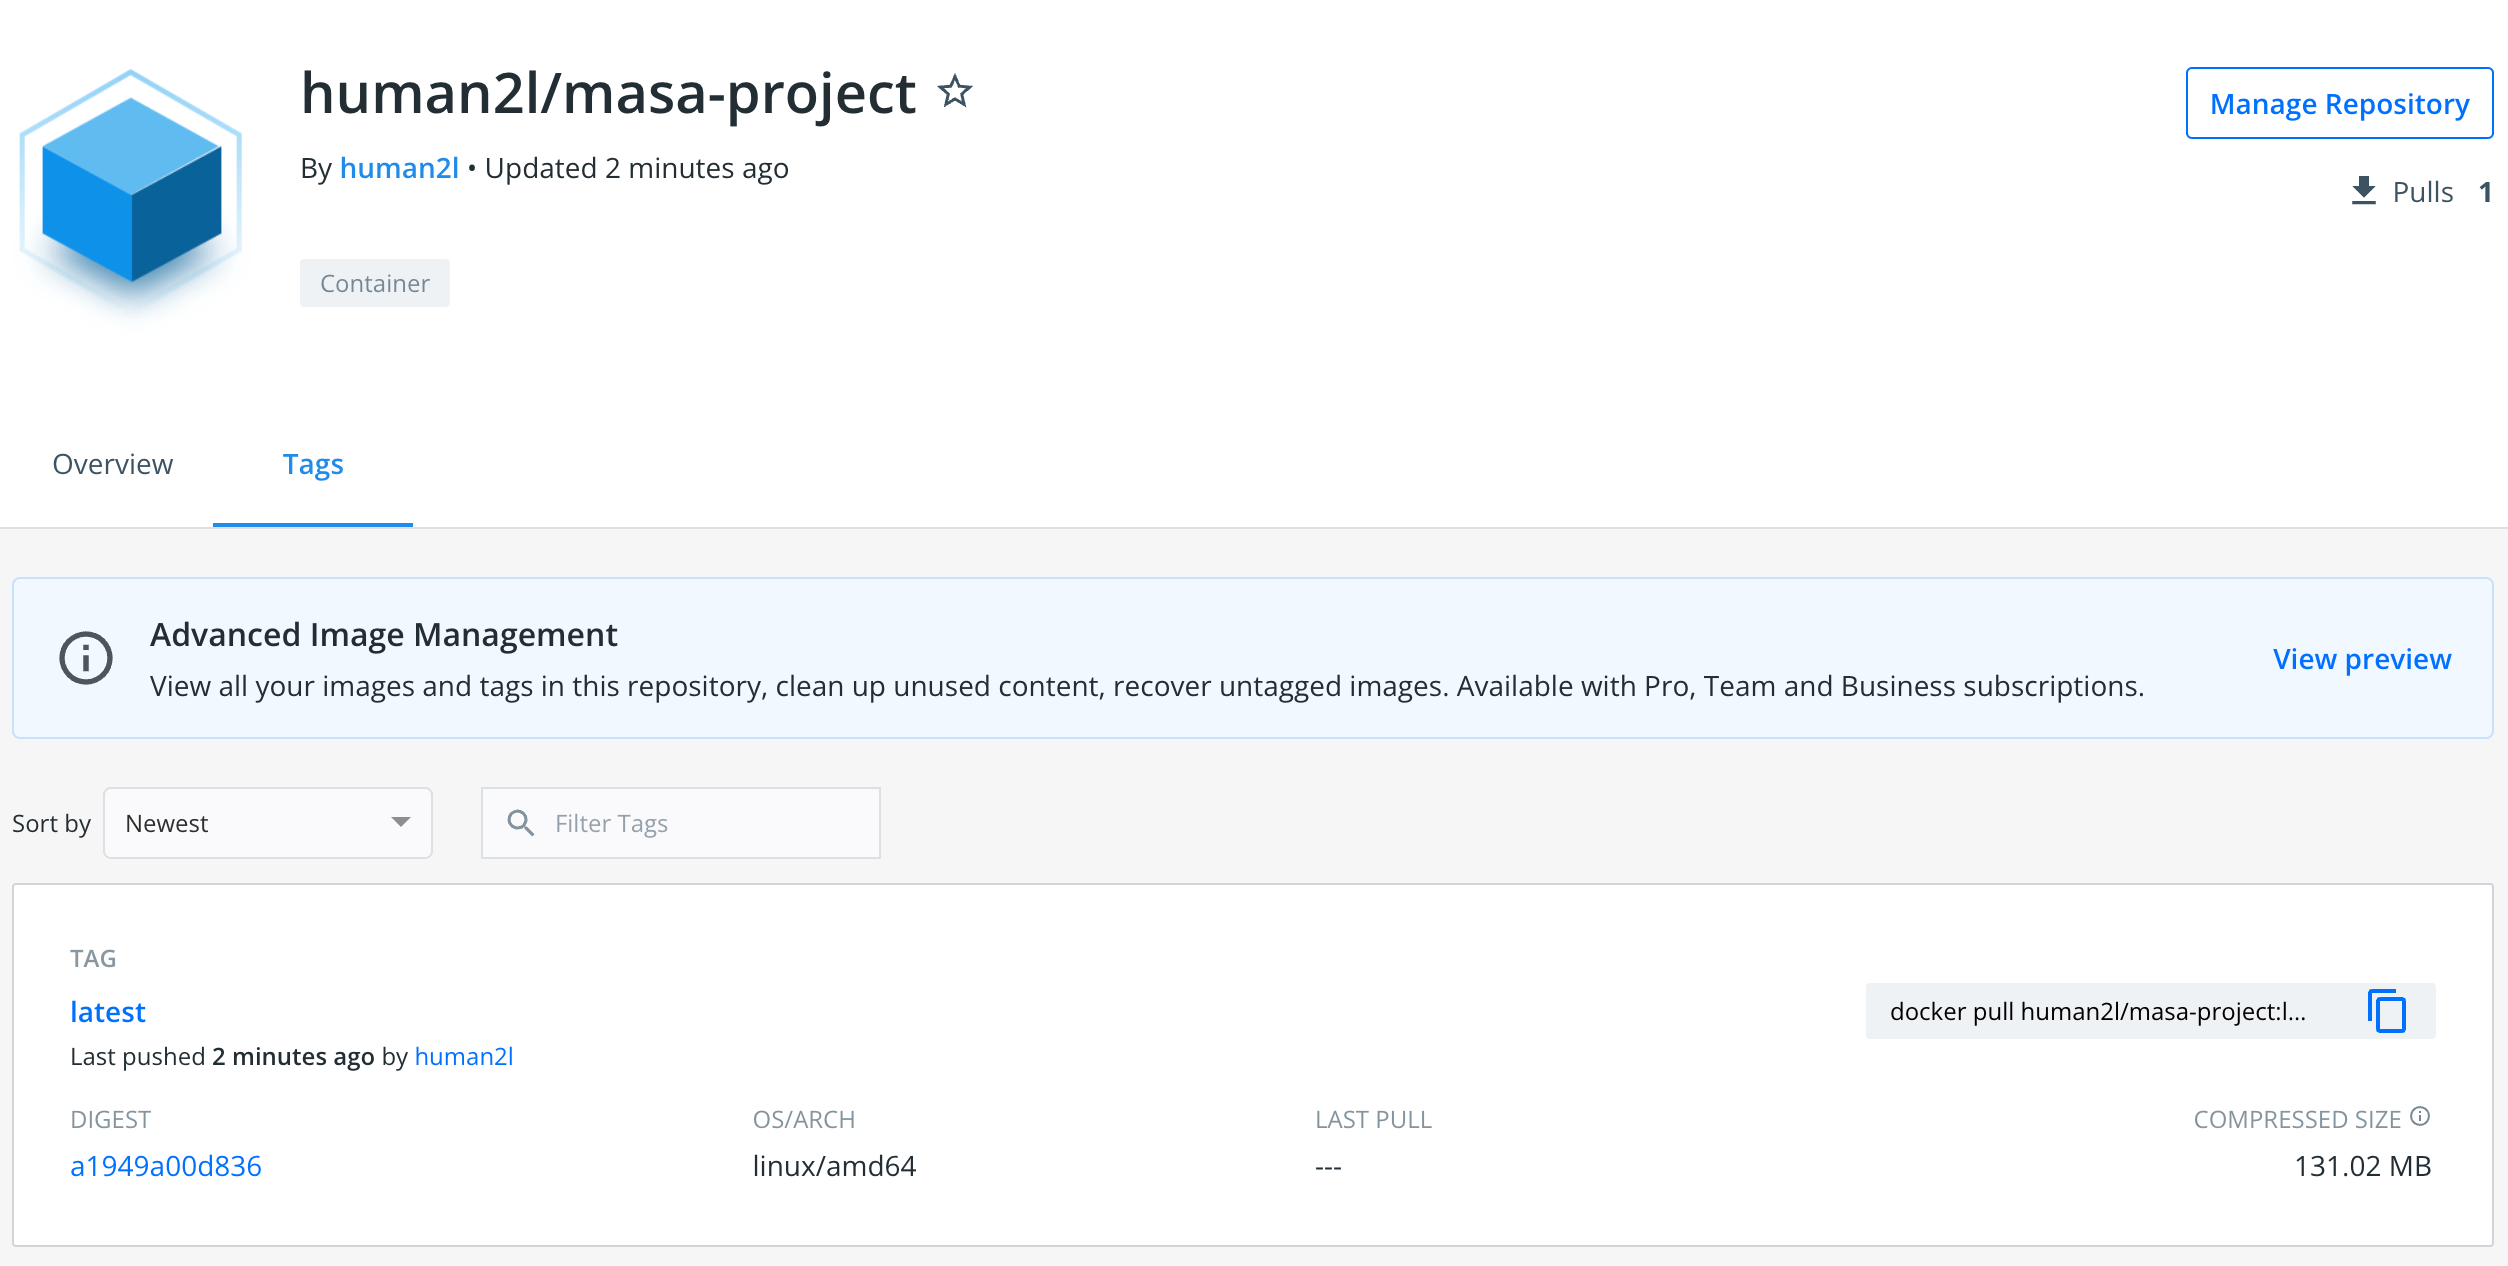 human2l/masa-project
Manage Repository
By human2l • Updated 2 minutes ago
Pulls 1
Container
Overview
Tags
Advanced Image Management
View all your images and tags in this repository, clean up unused content, recover untagged images. Available with Pro, Team and Business subscriptions.
View preview
Sort by
Newest
Filter Tags
TAG
latest
docker pull human2l/masa-project:l...
Last pushed 2 minutes ago by human2l
DIGEST
OS/ARCH
LAST PULL
COMPRESSED SIZE
a1949a00d836
linux/amd64
---
131.02 MB